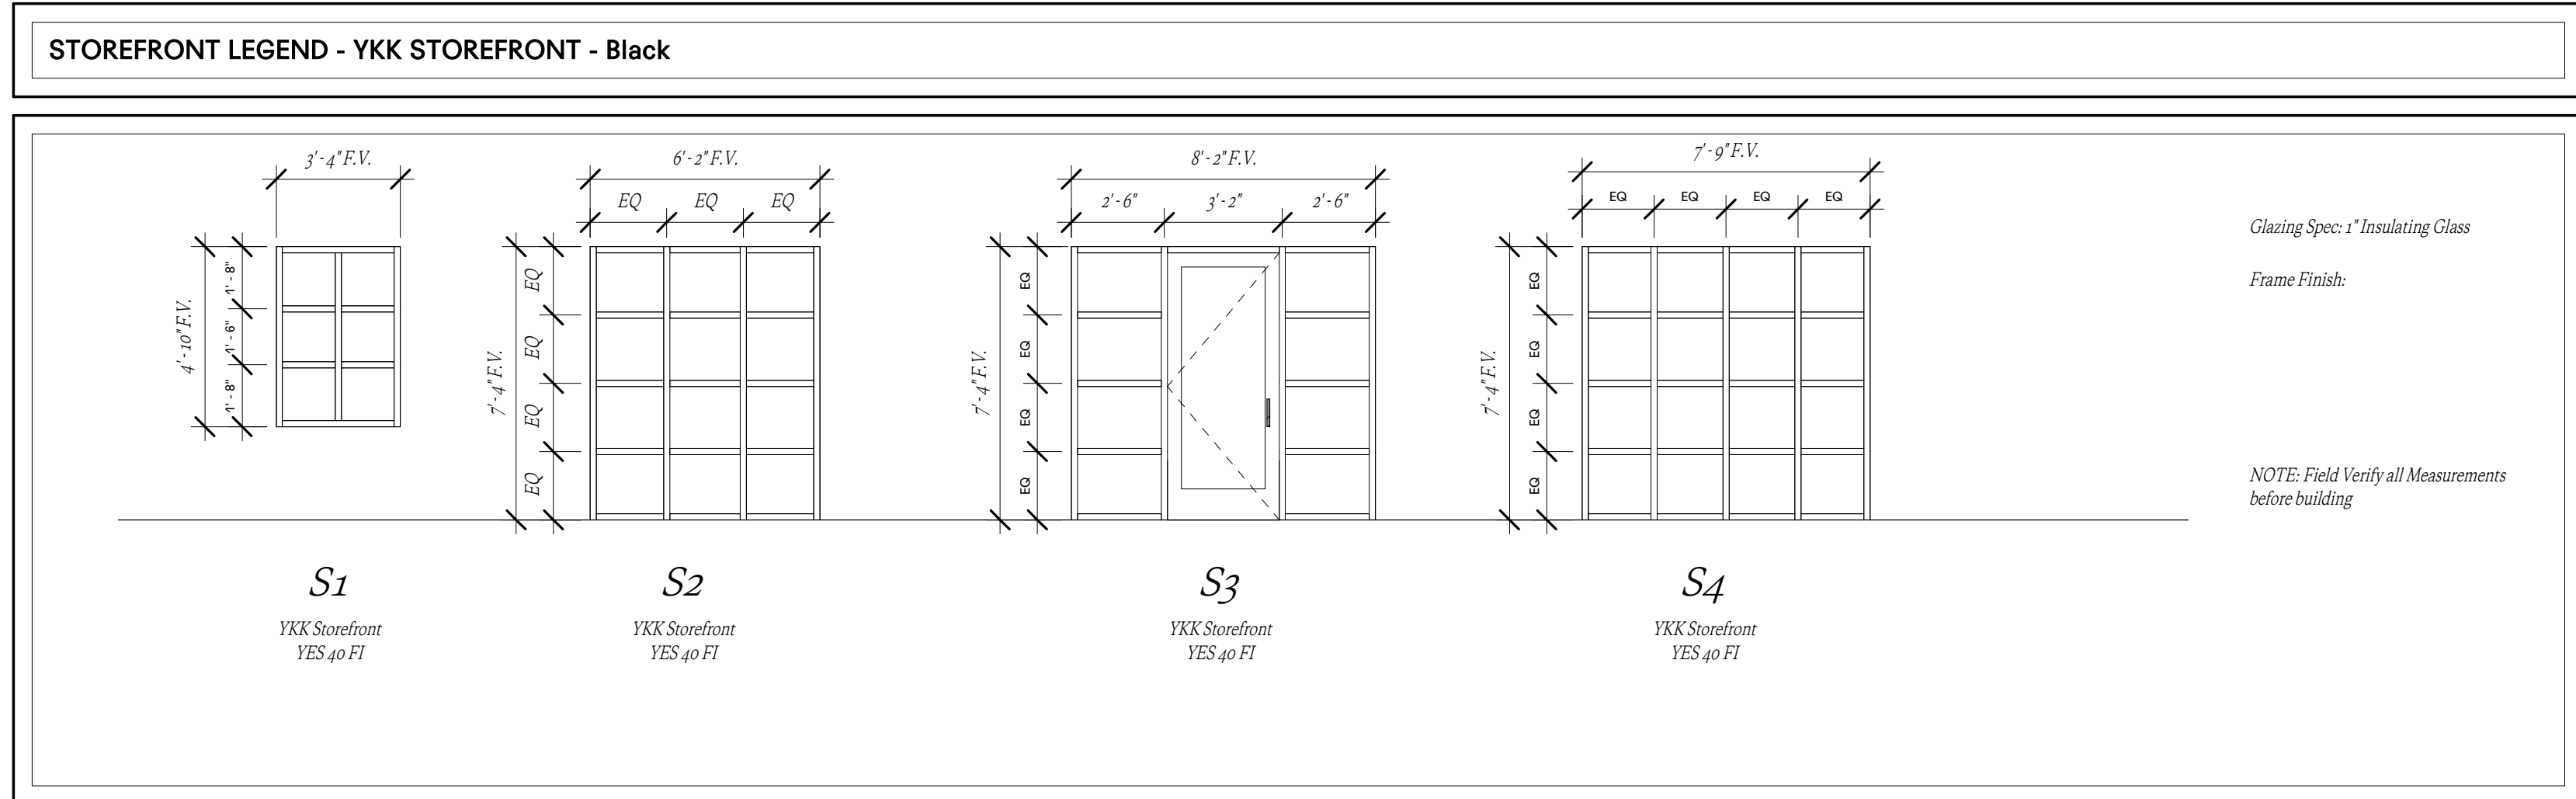 STOREFRONT LEGEND - YKK STOREFRONT - Black
3' - 4" F.V.
4' - 10" F.V.
1' - 8"
1' - 6"
1' - 8"
S1
YKK Storefront
YES 40 FI
6' - 2" F.V.
EQ EQ EQ
7' - 4" F.V.
EQ
EQ
EQ
EQ
S2
YKK Storefront
YES 40 FI
8' - 2" F.V.
2' - 6" 3' - 2" 2' - 6"
7' - 4" F.V.
EQ
EQ
EQ
EQ
S3
YKK Storefront
YES 40 FI
7' - 9" F.V.
EQ EQ EQ EQ
7' - 4" F.V.
EQ
EQ
EQ
EQ
S4
YKK Storefront
YES 40 FI
Glazing Spec: 1" Insulating Glass
Frame Finish:
NOTE: Field Verify all Measurements
before building